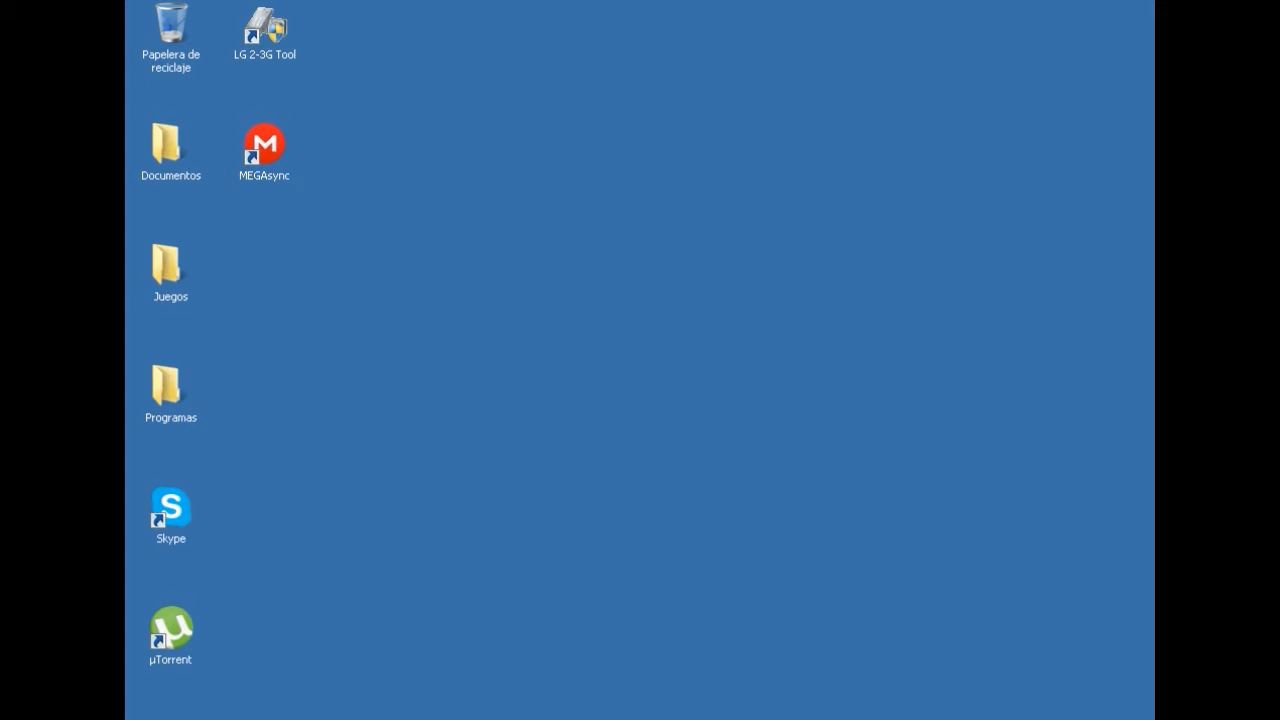 Papelera de
reciclaje
LG 2-3G Tool
Documentos
MEGAsync
Juegos
Programas
Skype
µTorrent